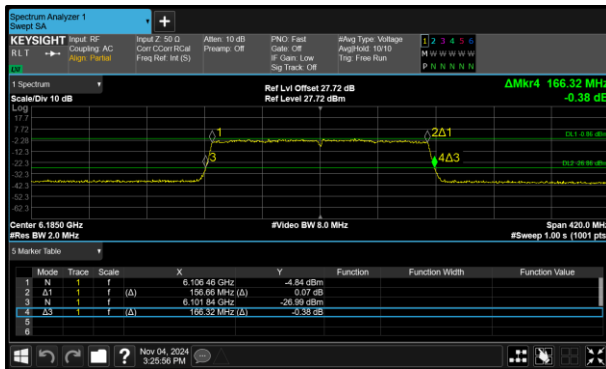 Spectrum Analyzer 1
Swept SA
+
KEYSIGHT Input: RF Input Z: 50 Ω Atten: 10 dB PNO: Fast #Avg Type: Voltage 1 2 3 4 5 6
R L T Coupling: AC Corr CCorr RCal Preamp: Off Gate: Off Avg|Hold: 10/10 M W W W W W
Align: Partial Freq Ref: Int (S) IF Gain: Low Trig: Free Run
Sig Track: Off P N N N N N
1 Spectrum Ref Lvl Offset 27.72 dB ΔMkr4 166.32 MHz
Scale/Div 10 dB Ref Level 27.72 dBm -0.38 dB
Log
17.7
7.72
-2.28
-12.3
-22.3
-32.3
-42.3
-52.3
-62.3
1
2Δ1
3
4Δ3
Center 6.1850 GHz #Video BW 8.0 MHz Span 420.0 MHz
#Res BW 2.0 MHz #Sweep 1.00 s (1001 pts
5 Marker Table
Mode Trace Scale X Y Function Function Width Function Value
1 N 1 f 6.106 46 GHz -4.84 dBm
2 Δ1 1 f (Δ) 156.66 MHz (Δ) 0.07 dB
3 N 1 f 6.101 84 GHz -26.99 dBm
4 Δ3 1 f (Δ) 166.32 MHz (Δ) -0.38 dB
5
6
?
Nov 04, 2024
3:25:56 PM